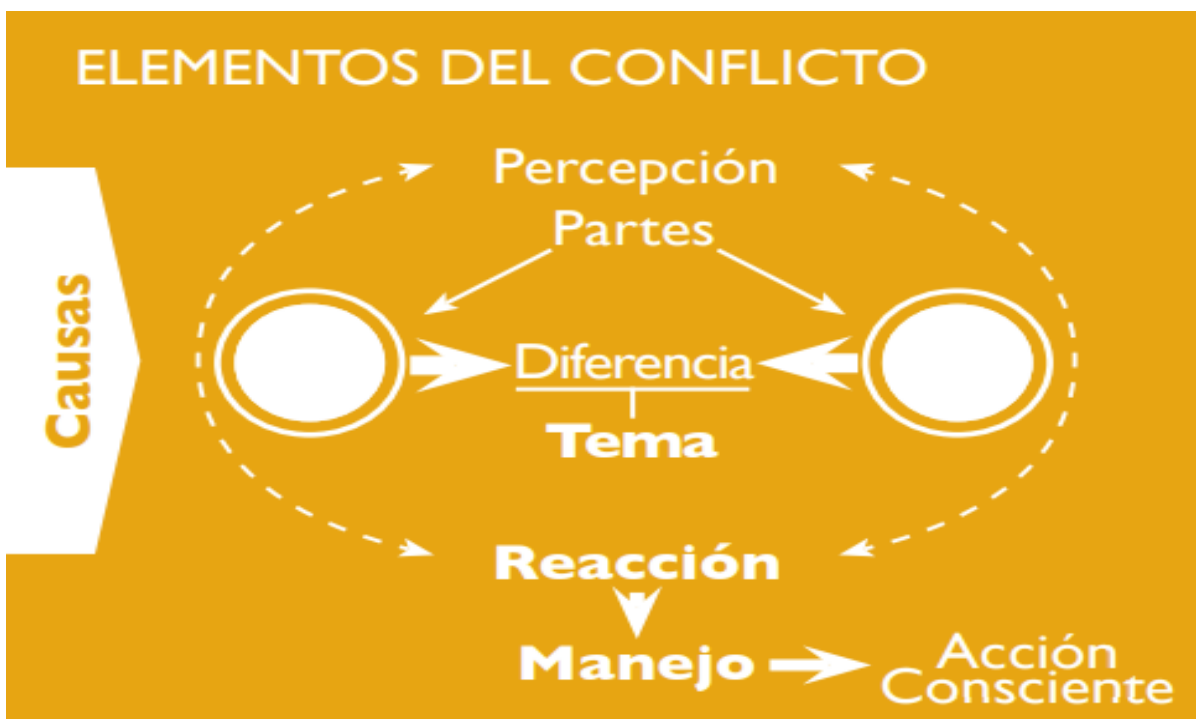 ELEMENTOS DEL CONFLICTO
Percepción
Partes
Causas
Diferencia
Tema
Reacción
Manejo
Acción
Consciente